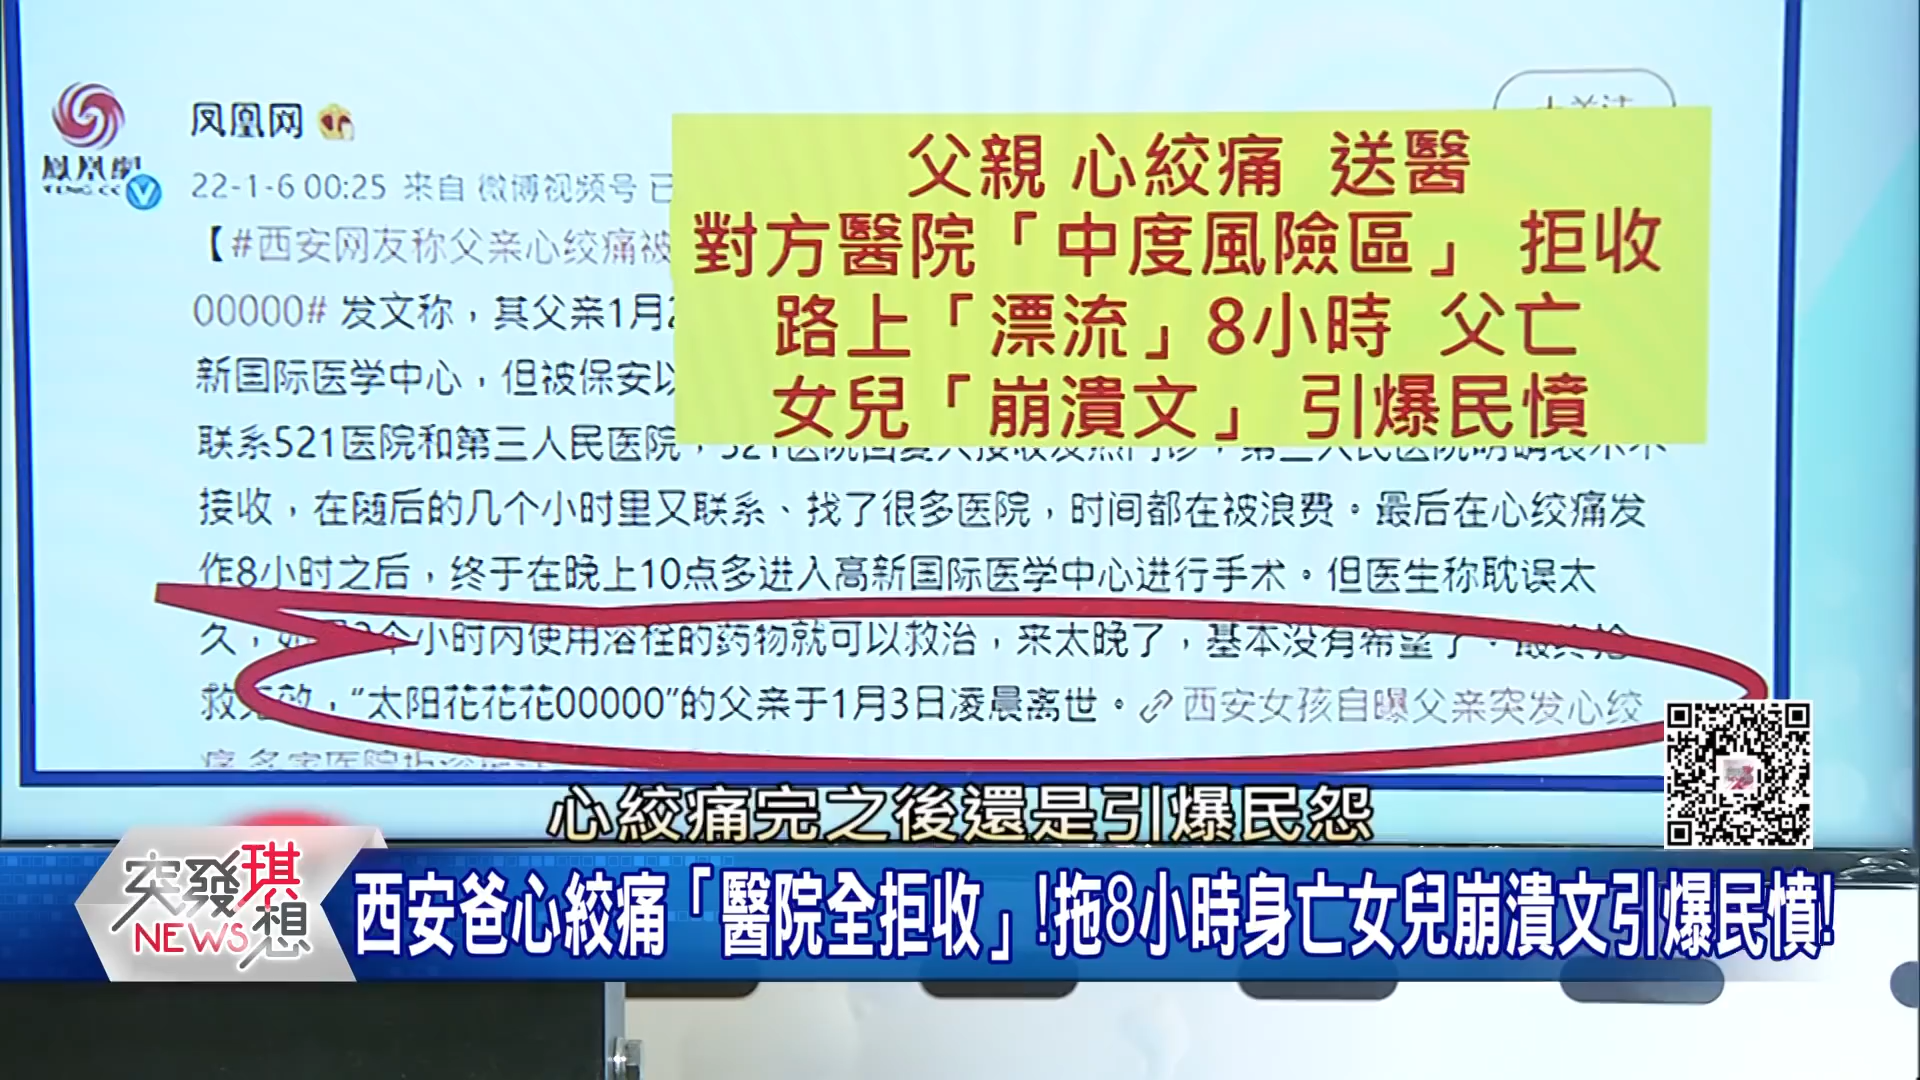 凤凰网
鳳凰網
22-1-6 00:25 来自 微博视频号 已
【#西安网友称父亲心绞痛被
00000# 发文称，其父亲1月2
新国际医学中心，但被保安以
联系521医院和第三人民医院，
接收，在随后的几个小时里又联系、找了很多医院，时间都在被浪费。最后在心绞痛发
作8小时之后，终于在晚上10点多进入高新国际医学中心进行手术。但医生称耽误太
久，小时内使用溶栓的药物就可以救治，来太晚了，基本没有希望了。最终抢
救无效，“太阳花花花00000”的父亲于1月3日凌晨离世。西安女孩自曝父亲突发心绞
父親 心絞痛 送醫
對方醫院「中度風險區」 拒收
路上「漂流」8小時 父亡
女兒「崩潰文」 引爆民憤
心絞痛完之後還是引爆民怨
突發琪想
NEWS
西安爸心絞痛「醫院全拒收」!拖8小時身亡女兒崩潰文引爆民憤!